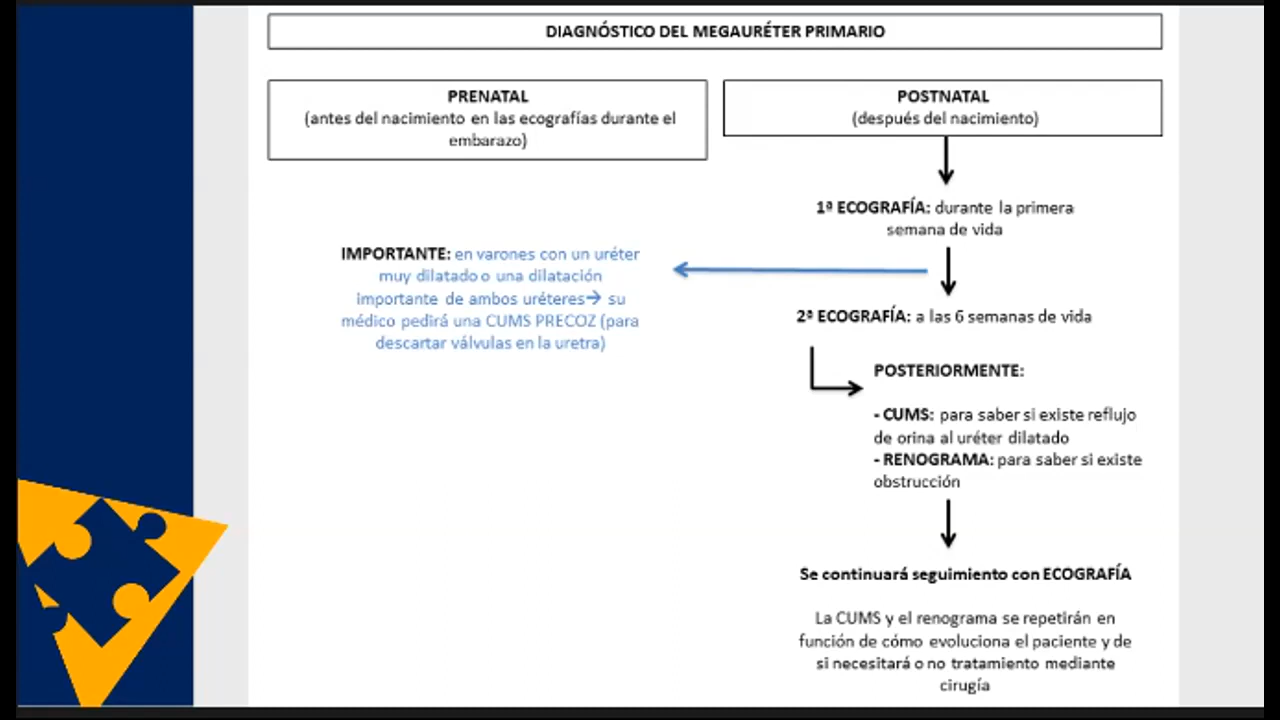 DIAGNÓSTICO DEL MEGAURÉTER PRIMARIO
PRENATAL
(antes del nacimiento en las ecografías durante el
embarazo)
POSTNATAL
(después del nacimiento)
1ª ECOGRAFÍA: durante la primera
semana de vida
IMPORTANTE: en varones con un uréter
muy dilatado o una dilatación
importante de ambos uréteres→ su
médico pedirá una CUMS PRECOZ (para
descartar válvulas en la uretra)
2ª ECOGRAFÍA: a las 6 semanas de vida
POSTERIORMENTE:
- CUMS: para saber si existe reflujo
de orina al uréter dilatado
- RENOGRAMA: para saber si existe
obstrucción
Se continuará seguimiento con ECOGRAFÍA
La CUMS y el renograma se repetirán en
función de cómo evoluciona el paciente y de
si necesitará o no tratamiento mediante
cirugía